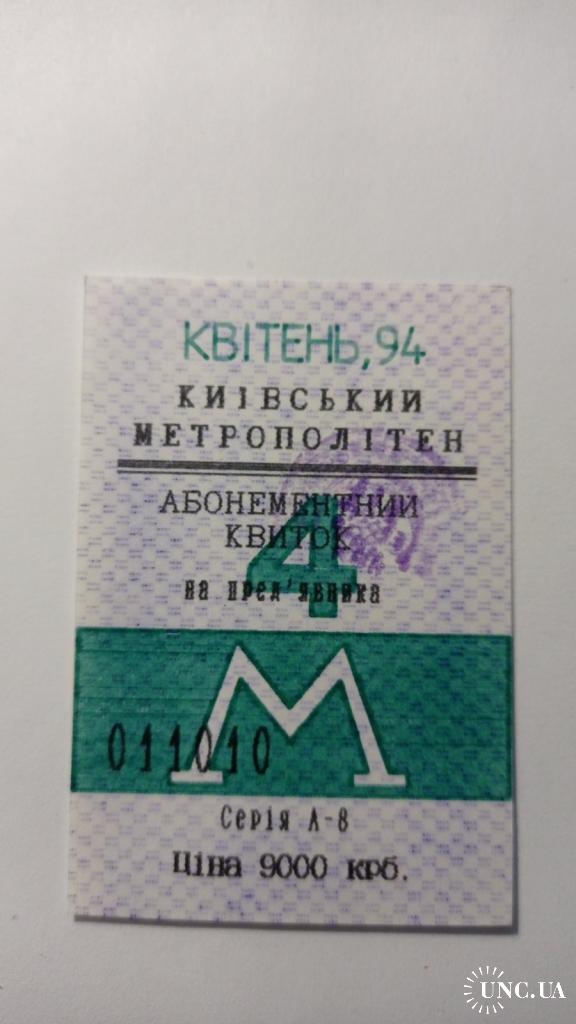 КВІТЕНЬ,94
КИЇВСЬКИЙ
МЕТРОПОЛІТЕН
АБОНЕМЕНТНИЙ
КВИТОК
4
на пред'явника
М
011010
Серія А-8
Ціна 9000 крб.
UNC.UA